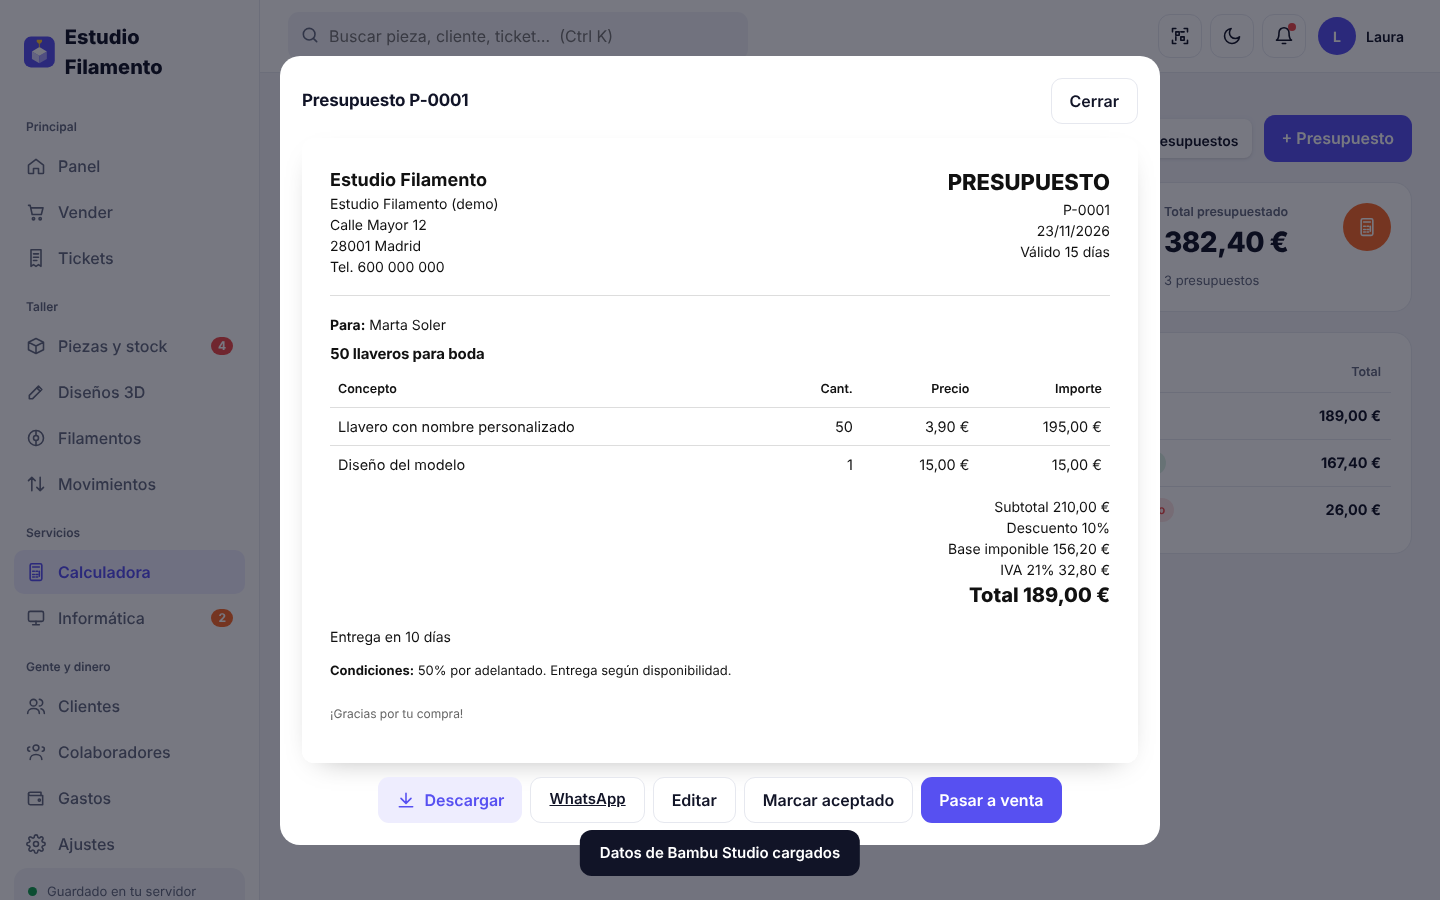 Estudio
Filamento
Buscar pieza, cliente, ticket... (Ctrl K)
L
Laura
Principal
Panel
Vender
Tickets
Taller
Piezas y stock
4
Diseños 3D
Filamentos
Movimientos
Servicios
Calculadora
Informática
2
Gente y dinero
Clientes
Colaboradores
Gastos
Ajustes
Guardado en tu servidor
+ Presupuesto
Total presupuestado
382,40 €
3 presupuestos
Total
189,00 €
167,40 €
26,00 €
Presupuesto P-0001
Cerrar
Estudio Filamento
Estudio Filamento (demo)
Calle Mayor 12
28001 Madrid
Tel. 600 000 000
PRESUPUESTO
P-0001
23/11/2026
Válido 15 días
Para: Marta Soler
50 llaveros para boda
Concepto Cant. Precio Importe
Llavero con nombre personalizado 50 3,90 € 195,00 €
Diseño del modelo 1 15,00 € 15,00 €
Subtotal 210,00 €
Descuento 10%
Base imponible 156,20 €
IVA 21% 32,80 €
Total 189,00 €
Entrega en 10 días
Condiciones: 50% por adelantado. Entrega según disponibilidad.
¡Gracias por tu compra!
Descargar
WhatsApp
Editar
Marcar aceptado
Pasar a venta
Datos de Bambu Studio cargados